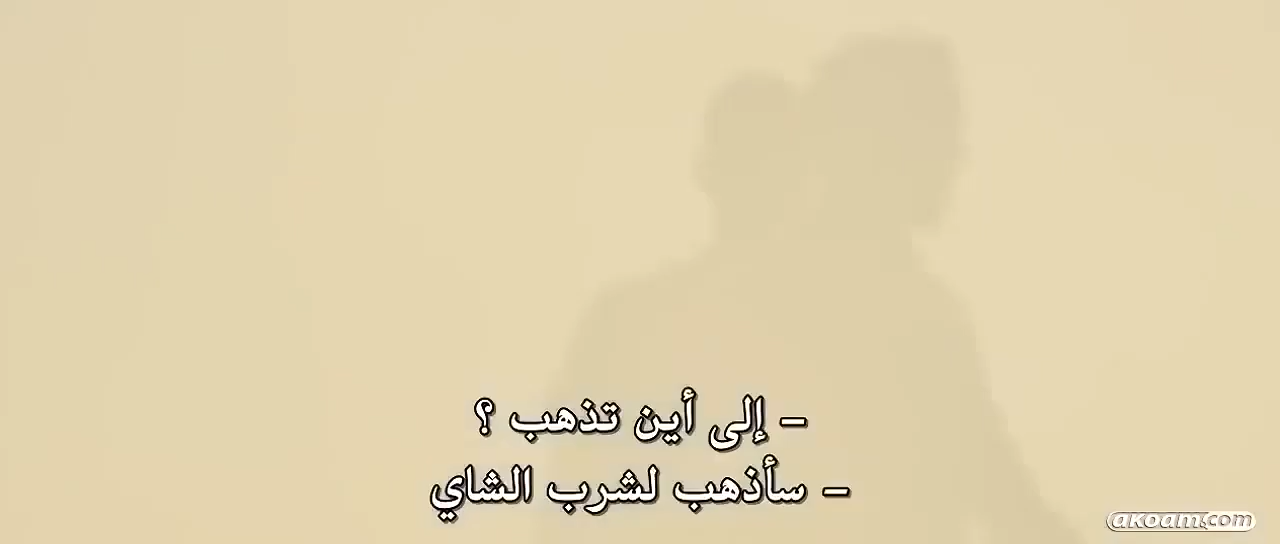 - إلى أين تذهب ؟
- سأذهب لشرب الشاي
akoam.com